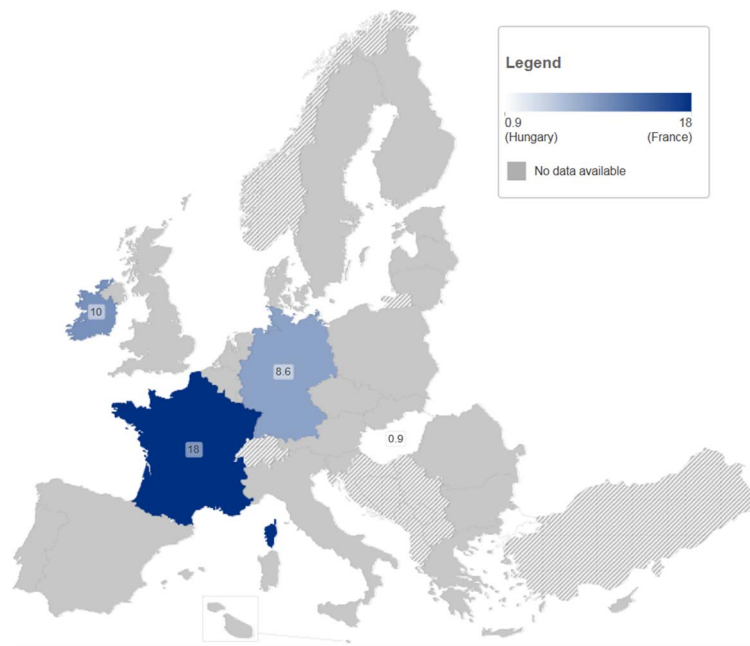 Legend
0.9 18
(Hungary) (France)
No data available
10
8.6
0.9
18